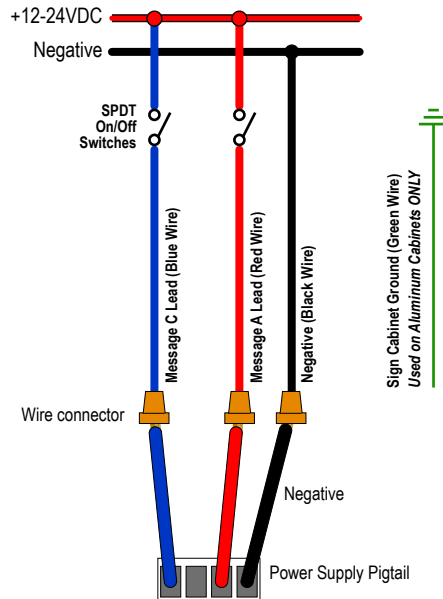 +12-24VDC
Negative
SPDT
On/Off
Switches
Message C Lead (Blue Wire)
Message A Lead (Red Wire)
Negative (Black Wire)
Sign Cabinet Ground (Green Wire)
Used on Aluminum Cabinets ONLY
Wire connector
Negative
Power Supply Pigtail